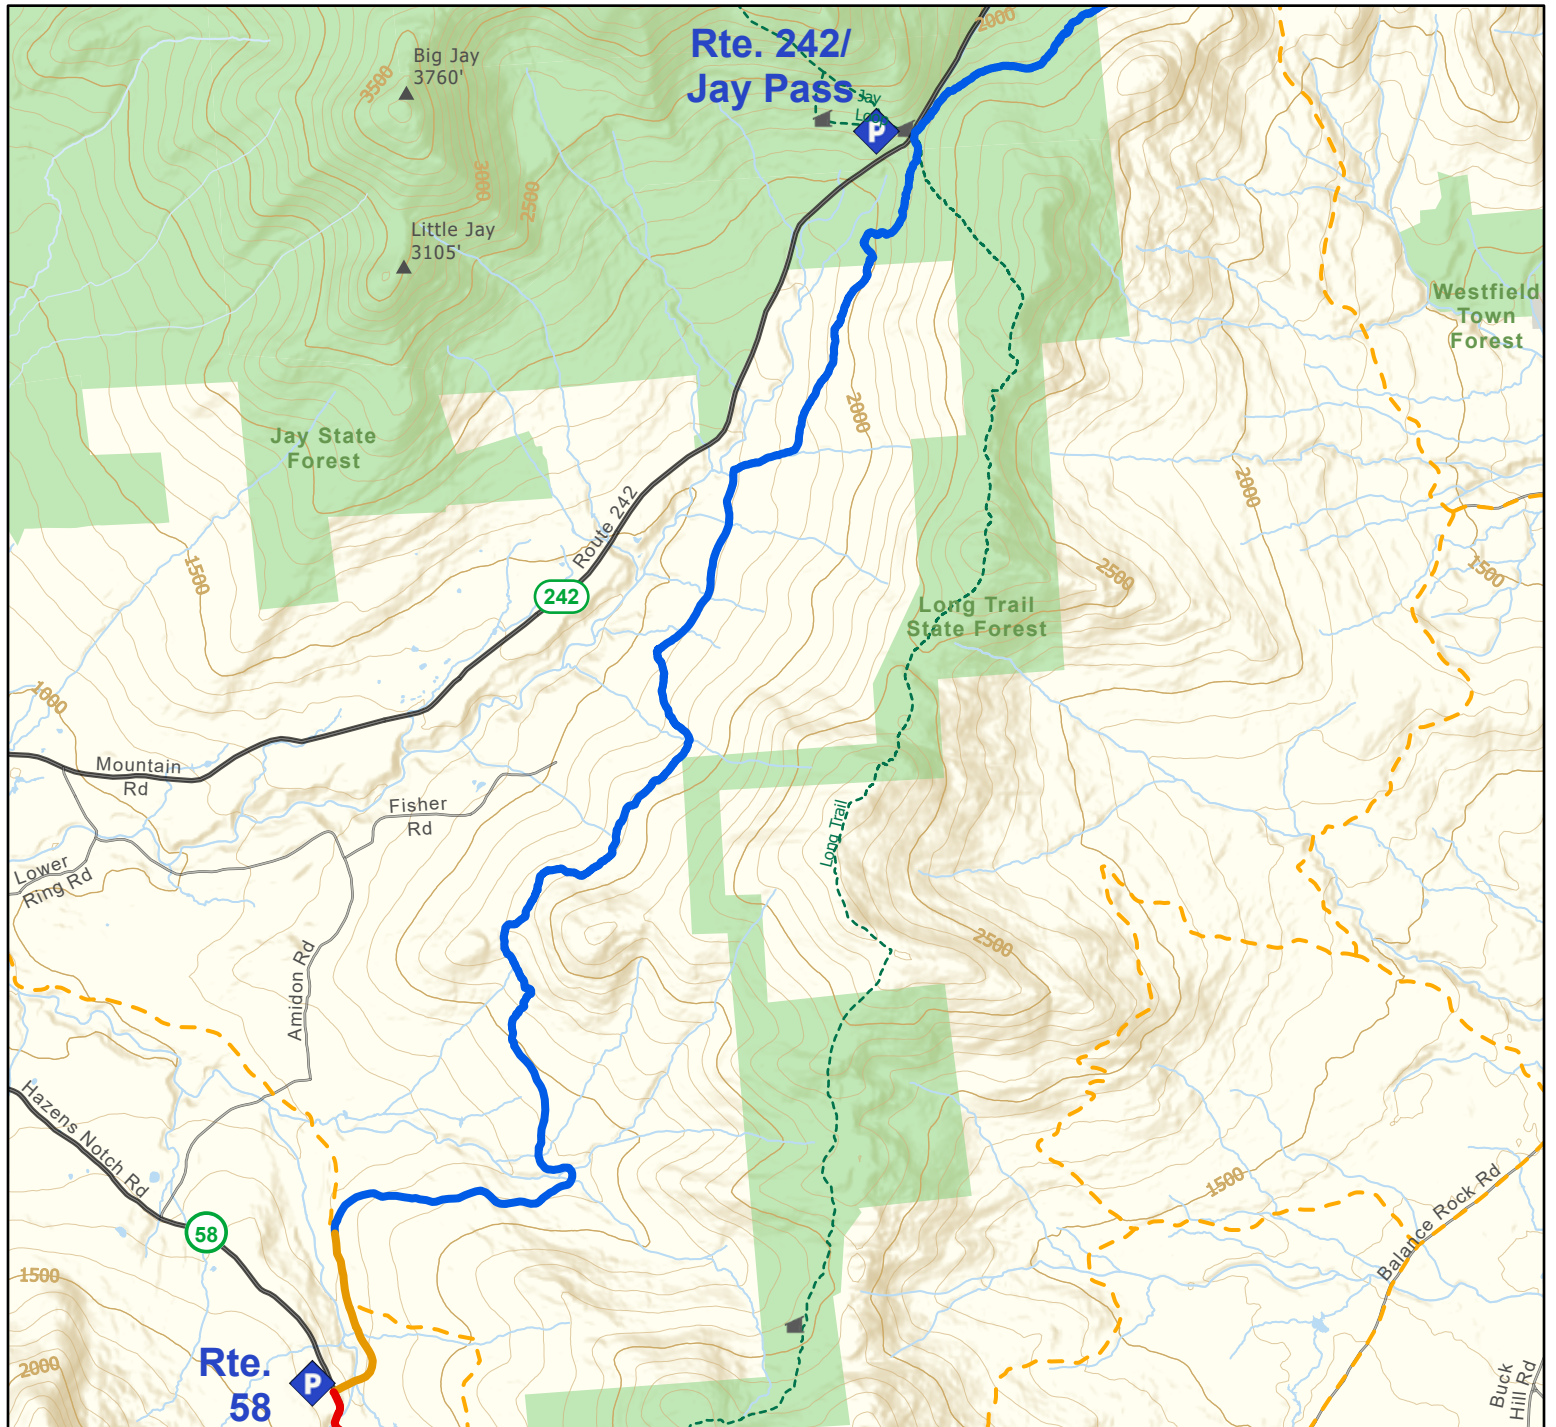 2000
Rte. 242/
Jay Pass
Big Jay
3760'
3500
Jay
Loop
P
3000
2500
Little Jay
3105'
Westfield
Town
Forest
2000
Jay State
Forest
2000
Route 242
1500
242
2500
1500
Long Trail
State Forest
1000
Mountain
Rd
Fisher
Rd
Long Trail
Lower
Ring Rd
2500
Amidon Rd
Hazens Notch Rd
1500
Balance Rock Rd
58
1500
Rte.
58
P
2000
Buck
Hill Rd